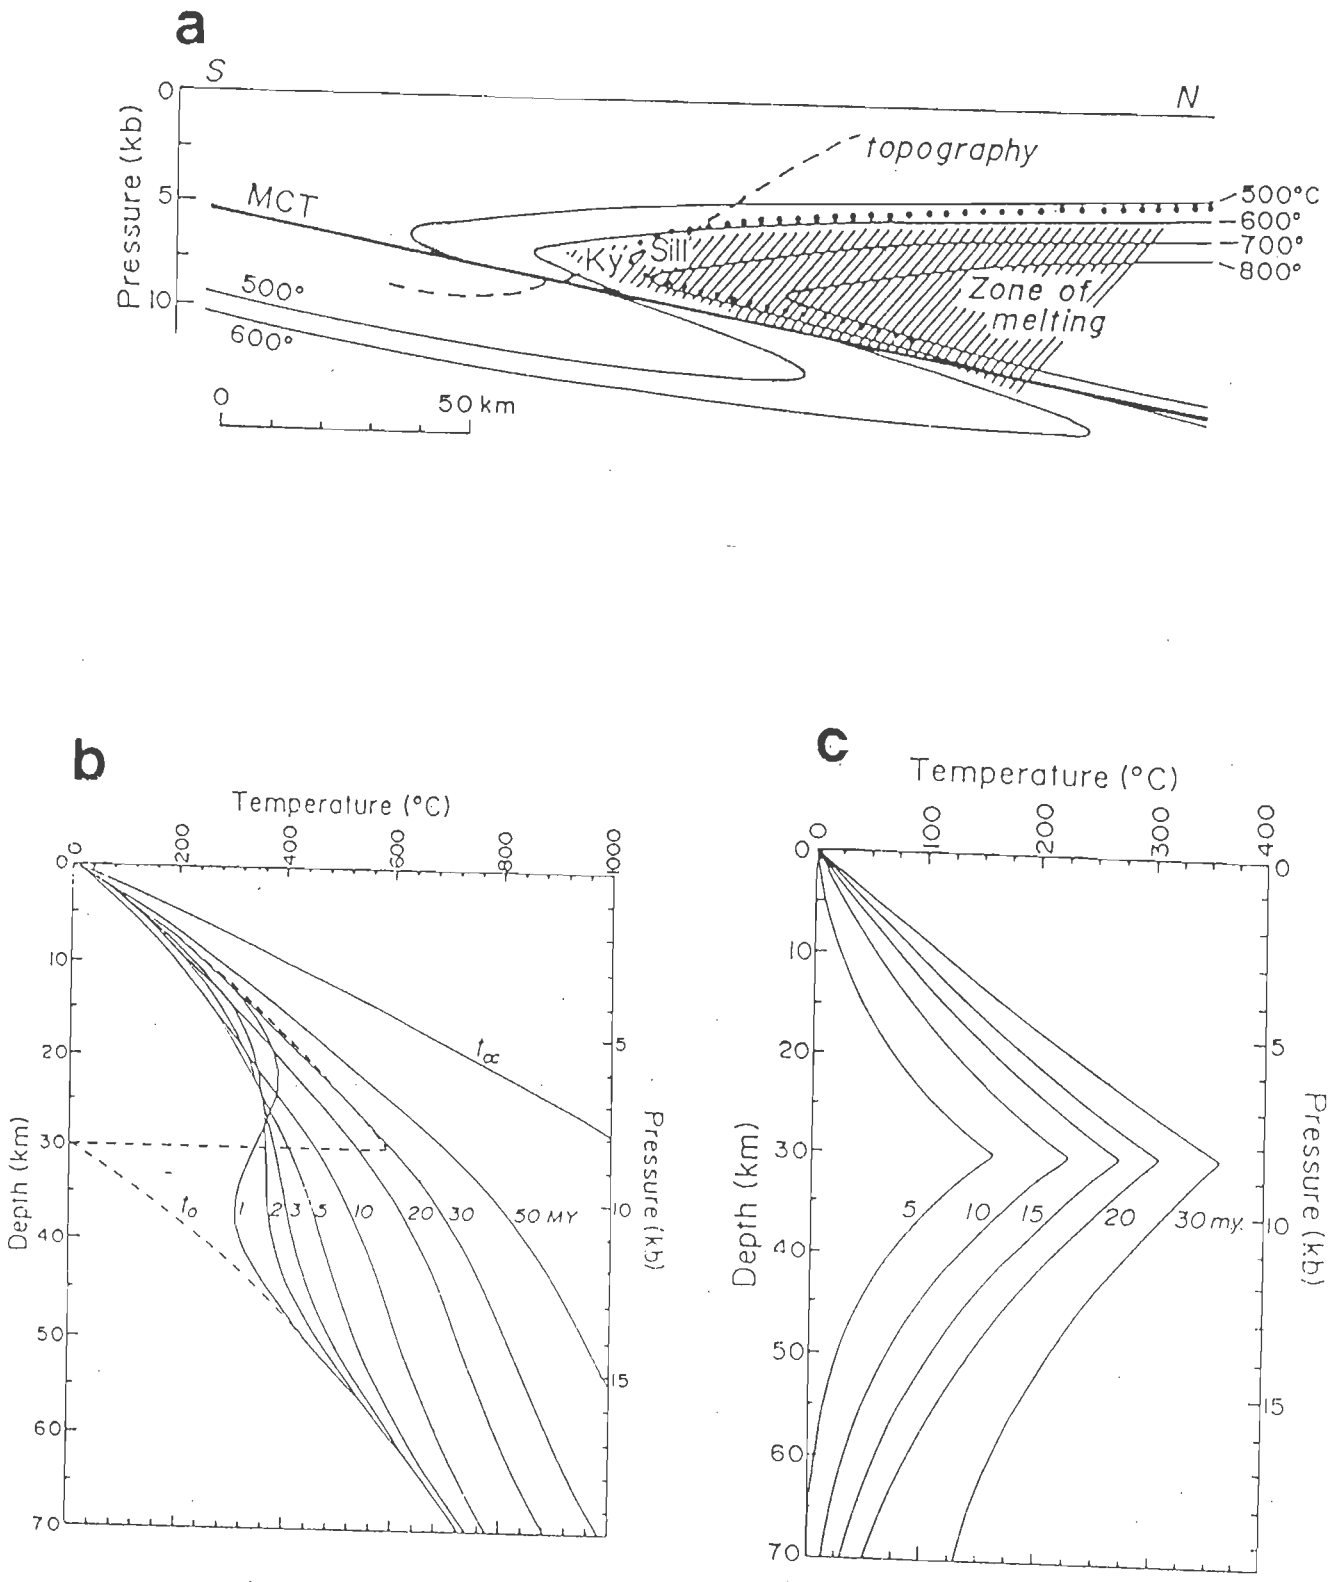 a
S
N
0
5
10
Pressure (kb)
MCT
topography
500°C
600°
700°
800°
Ky
Sill
Zone of
melting
500°
600°
0
50 km
b
Temperature (°C)
0
200
400
600
800
1000
0
10
20
30
40
50
60
70
Depth (km)
5
10
15
Pressure (kb)
t∝
t₀
1
2
3
5
10
20
30
50 MY
c
Temperature (°C)
0
100
200
300
400
0
10
20
30
40
50
60
70
Depth (km)
0
5
10
15
Pressure (kb)
5
10
15
20
30 my.